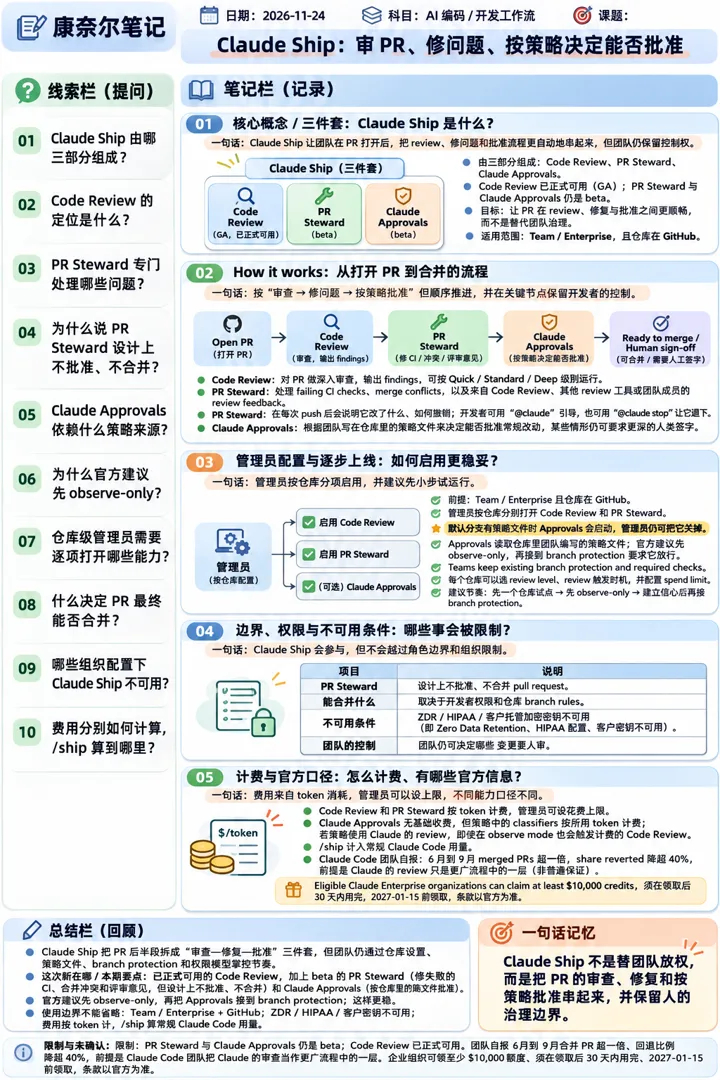 康奈尔笔记
日期：2026-11-24
科目：AI 编码 / 开发工作流
课题：
Claude Ship：审 PR、修问题、按策略决定能否批准
线索栏（提问）
01
Claude Ship 由哪
三部分组成？
02
Code Review 的
定位是什么？
03
PR Steward 专门
处理哪些问题？
04
为什么说 PR
Steward 设计上
不批准、不合并？
05
Claude Approvals
依赖什么策略来源？
06
为什么官方建议
先 observe-only？
07
仓库级管理员需要
逐项打开哪些能力？
08
什么决定 PR 最终
能否合并？
09
哪些组织配置下
Claude Ship 不可用？
10
费用分别如何计算，
/ship 算到哪里？
笔记栏（记录）
01 核心概念 / 三件套：Claude Ship 是什么？
一句话：Claude Ship 让团队在 PR 打开后，把 review、修问题和批准流程更自动地串起来，但团队仍保留控制权。
Claude Ship（三件套）
Code
Review
（GA，已正式可用）
PR
Steward
（beta）
Claude
Approvals
（beta）
由三部分组成：Code Review、PR Steward、
Claude Approvals。
Code Review 已正式可用（GA）；PR Steward 与
Claude Approvals 仍是 beta。
目标：让 PR 在 review、修复与批准之间更顺畅，
而不是替代团队治理。
适用范围：Team / Enterprise，且仓库在 GitHub。
02 How it works：从打开 PR 到合并的流程
一句话：按“审查 → 修问题 → 按策略批准”但顺序推进，并在关键节点保留开发者的控制。
Open PR
（打开 PR）
Code
Review
（审查，输出 findings）
PR
Steward
（修 CI / 冲突 / 评审意见）
Claude
Approvals
（按策略决定能否批准）
Ready to merge /
Human sign-off
（可合并 / 需要人工签字）
Code Review：对 PR 做深入审查，输出 findings，可按 Quick / Standard / Deep 级别运行。
PR Steward：处理 failing CI checks、merge conflicts，以及来自 Code Review、其他 review 工具或团队成员的
review feedback。
PR Steward：在每次 push 后会说明它改了什么、如何撤销；开发者可用“@claude”引导，也可用“@claude stop”让它退下。
Claude Approvals：根据团队写在仓库里的策略文件来决定能否批准常规改动，某些情形仍可要求更深的人类签字。
03 管理员配置与逐步上线：如何启用更稳妥？
一句话：管理员按仓库分项启用，并建议先小步试运行。
管理员
（按仓库配置）
启用 Code Review
启用 PR Steward
（可选）Claude Approvals
前提：Team / Enterprise 且仓库在 GitHub。
管理员按仓库分别打开 Code Review 和 PR Steward。
默认分支有策略文件时 Approvals 会启动，管理员仍可把它关掉。
Approvals 读取仓库里团队编写的策略文件；官方建议先
observe-only，再接到 branch protection 要求它放行。
Teams keep existing branch protection and required checks.
每个仓库可以选 review level、review 触发时机，并配置 spend limit。
建议节奏：先一个仓库试点 → 先 observe-only → 建立信心后再接
branch protection。
04 边界、权限与不可用条件：哪些事会被限制？
一句话：Claude Ship 会参与，但不会越过角色边界和组织限制。
项目 说明
PR Steward 设计上不批准、不合并 pull request。
能合并什么 取决于开发者权限和仓库 branch rules。
不可用条件 ZDR / HIPAA / 客户托管加密密钥不可用
（即 Zero Data Retention、HIPAA 配置、客户密钥不可用）。
团队的控制 团队仍可决定哪些 变更要人审。
05 计费与官方口径：怎么计费、有哪些官方信息？
一句话：费用来自 token 消耗，管理员可以设上限，不同能力口径不同。
$/token
Code Review 和 PR Steward 按 token 计费，管理员可设花费上限。
Claude Approvals 无基础收费，但策略中的 classifiers 按所用 token 计费；
若策略使用 Claude 的 review，即使在 observe mode 也会触发计费的 Code Review。
/ship 计入常规 Claude Code 用量。
Claude Code 团队自报：6 月到 9 月 merged PRs 超一倍，share reverted 降超 40%，
前提是 Claude 的 review 只是更广流程中的一层（非普遍保证）。
Eligible Claude Enterprise organizations can claim at least $10,000 credits，须在领取后
30 天内用完，2027-01-15 前领取，条款以官方为准。
总结栏（回顾）
Claude Ship 把 PR 后半段拆成“审查—修复—批准”三件套，但团队仍通过仓库设置、
策略文件、branch protection 和权限模型掌控节奏。
这次新在哪 / 本期要点：已正式可用的 Code Review，加上 beta 的 PR Steward（修失败的
CI、合并冲突和评审意见，但设计上不批准、不合并）和 Claude Approvals（按仓库里的策略文件批准）。
官方建议先 observe-only，再把 Approvals 接到 branch protection；这样更稳。
使用边界不能省略：Team / Enterprise + GitHub；ZDR / HIPAA / 客户密钥不可用；
费用按 token 计，/ship 算常规 Claude Code 用量。
一句话记忆
Claude Ship 不是替团队放权，
而是把 PR 的审查、修复和按
策略批准串起来，并保留人的
治理边界。
限制与未确认：限制：PR Steward 与 Claude Approvals 仍是 beta；Code Review 已正式可用。团队自报 6月到 9月合并 PR 超一倍、回退比例
降超 40%，前提是 Claude Code 团队把 Claude 的审查当作更广流程中的一层。企业组织可领至少 $10,000 额度、须在领取后 30 天内用完、2027-01-15
前领取，条款以官方为准。